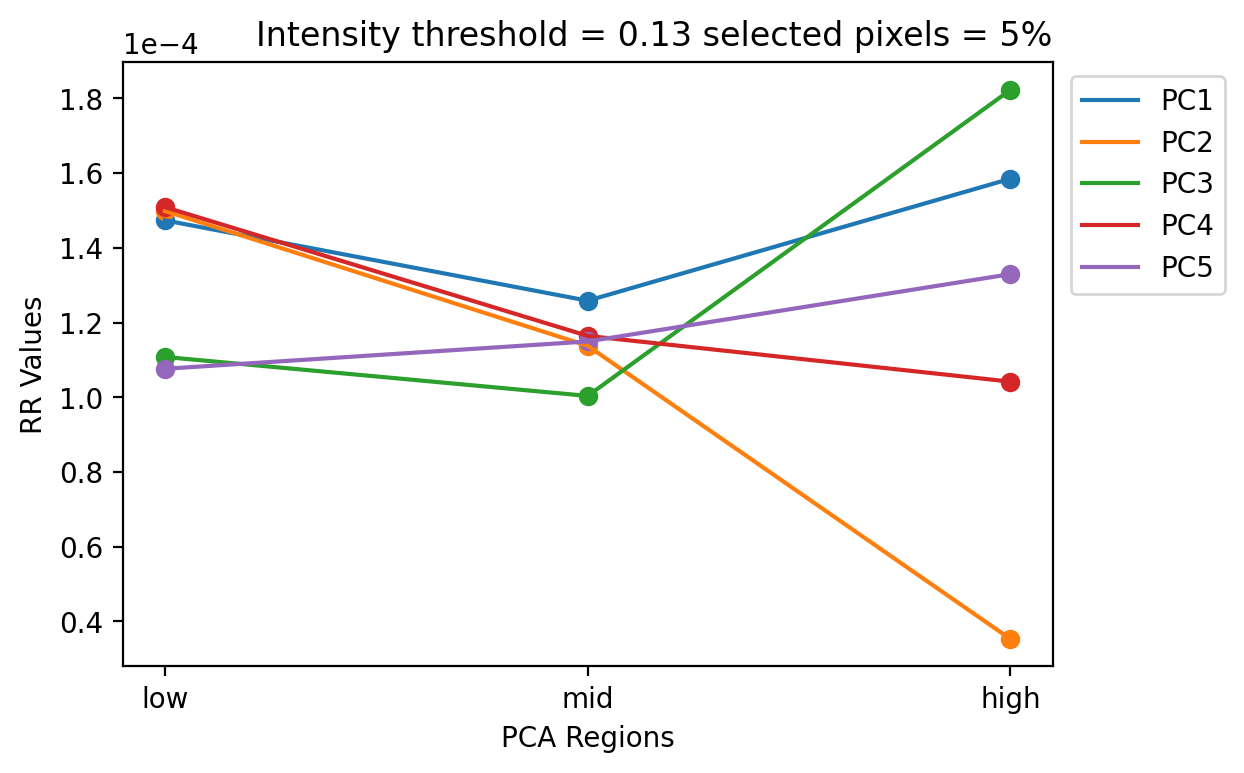 Intensity threshold = 0.13 selected pixels = 5%
1e−4
1.8
1.6
1.4
1.2
1.0
0.8
0.6
0.4
RR Values
low mid high
PCA Regions
PC1
PC2
PC3
PC4
PC5